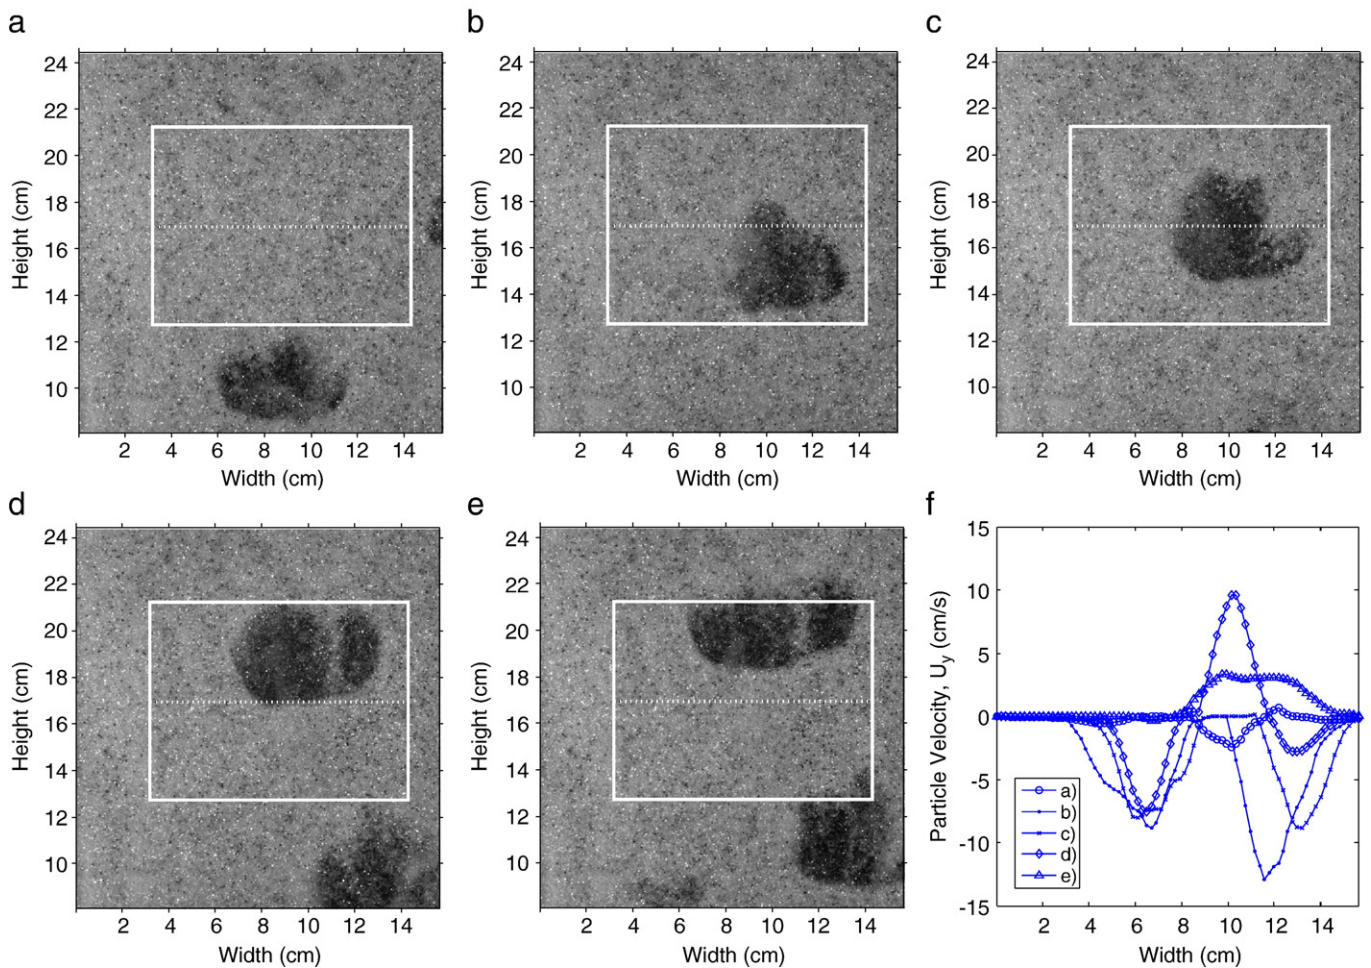 a
24
22
20
18
16
14
12
10
Height (cm)
2 4 6 8 10 12 14
Width (cm)
b
24
22
20
18
16
14
12
10
Height (cm)
2 4 6 8 10 12 14
Width (cm)
c
24
22
20
18
16
14
12
10
Height (cm)
2 4 6 8 10 12 14
Width (cm)
d
24
22
20
18
16
14
12
10
Height (cm)
2 4 6 8 10 12 14
Width (cm)
e
24
22
20
18
16
14
12
10
Height (cm)
2 4 6 8 10 12 14
Width (cm)
f
15
10
5
0
-5
-10
-15
Particle Velocity, Uy (cm/s)
a)
b)
c)
d)
e)
2 4 6 8 10 12 14
Width (cm)